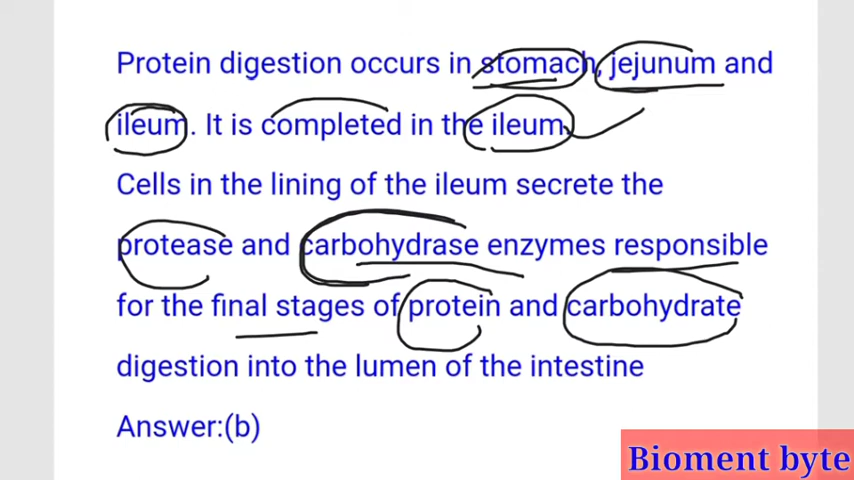 Protein digestion occurs in stomach, jejunum and
ileum. It is completed in the ileum.
Cells in the lining of the ileum secrete the
protease and carbohydrase enzymes responsible
for the final stages of protein and carbohydrate
digestion into the lumen of the intestine
Answer:(b)
Bioment byte